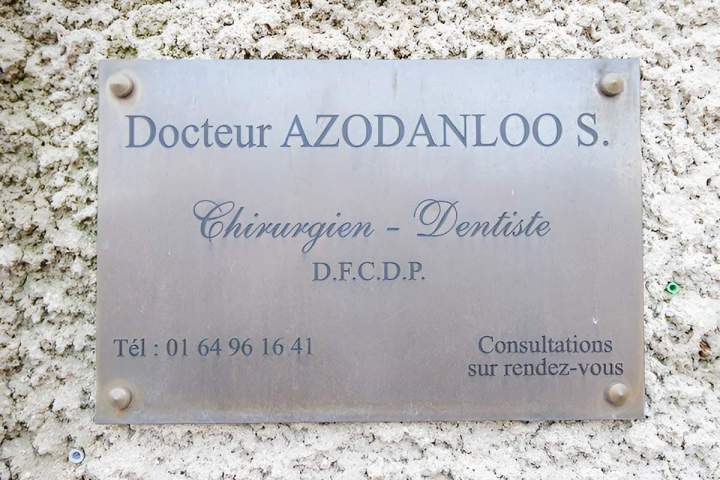 Docteur AZODANLOO S.
Chirurgien - Dentiste
D.F.C.D.P.
Tél : 01 64 96 16 41
Consultations
sur rendez-vous